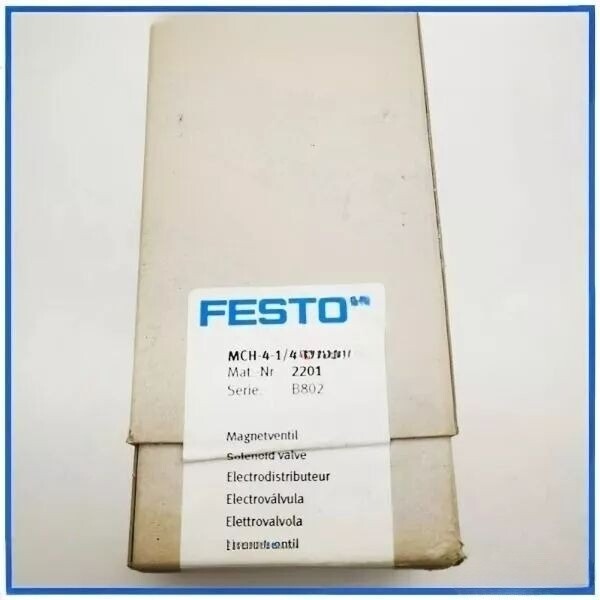 FESTO
MCH-4-1/4
Mat.-Nr. 2201
Serie: B802
Magnetventil
Solenoid valve
Electrodistributeur
Electroválvula
Elettrovalvola